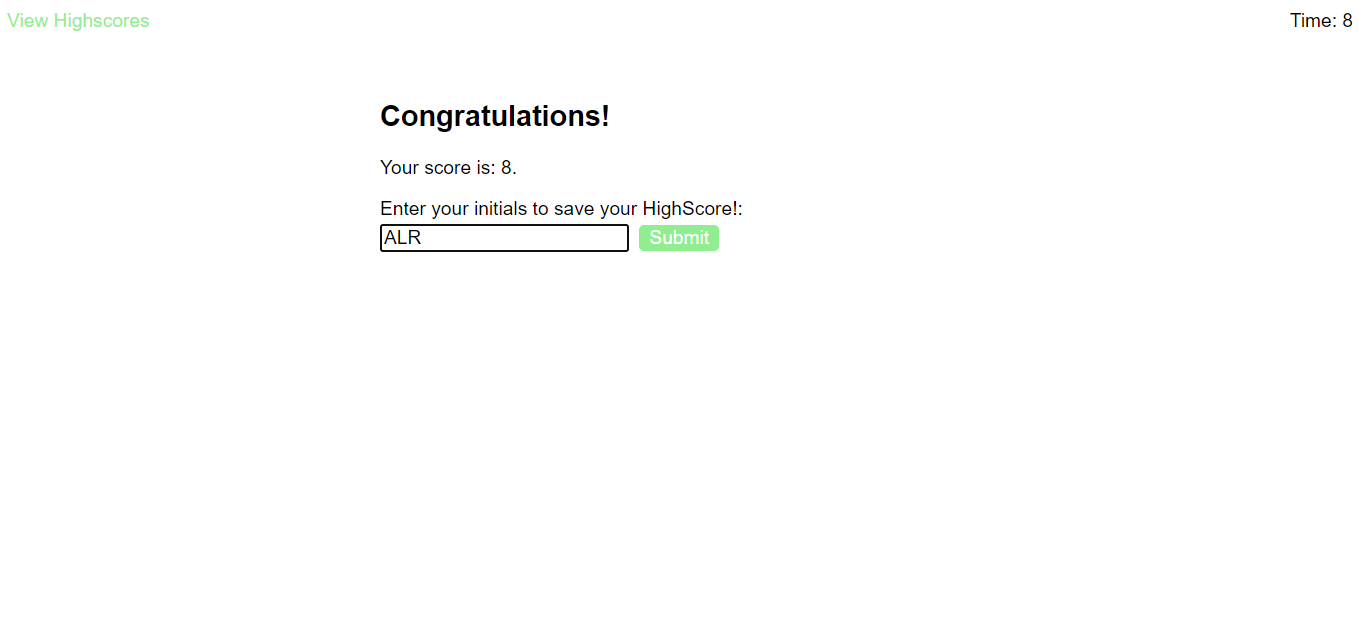 View Highscores
Time: 8
Congratulations!
Your score is: 8.
Enter your initials to save your HighScore!:
ALR
Submit